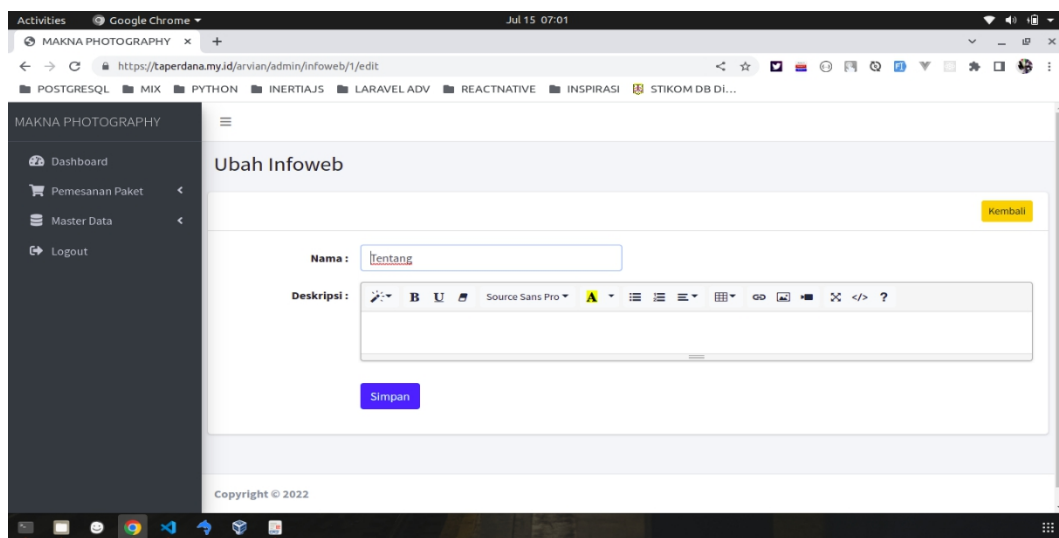 Activities Google Chrome Jul 15 07:01
MAKNA PHOTOGRAPHY
https://taperdana.my.id/arvian/admin/infoweb/1/edit
POSTGRESQL MIX PYTHON INERTIAJS LARAVEL ADV REACTNATIVE INSPIRASI STIKOM DB Di...
MAKNA PHOTOGRAPHY
Dashboard
Pemesanan Paket
Master Data
Logout
Ubah Infoweb
Kembali
Nama : Tentang
Deskripsi : B U Source Sans Pro A </> ?
Simpan
Copyright © 2022